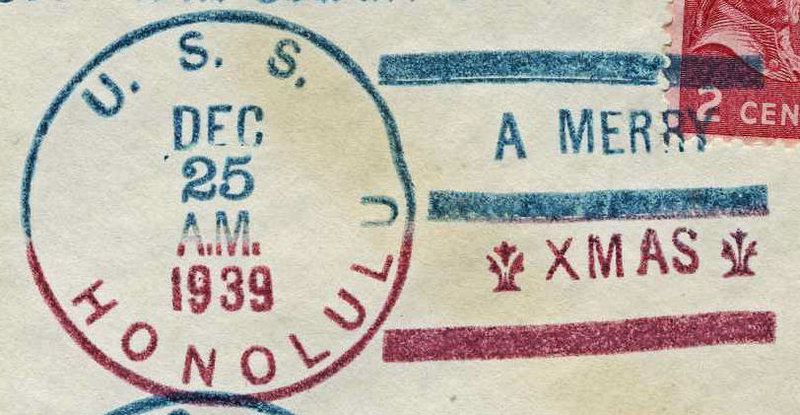 U. S. S.
DEC
25
A.M.
1939
HONOLULU
A MERRY
XMAS
2 CEN